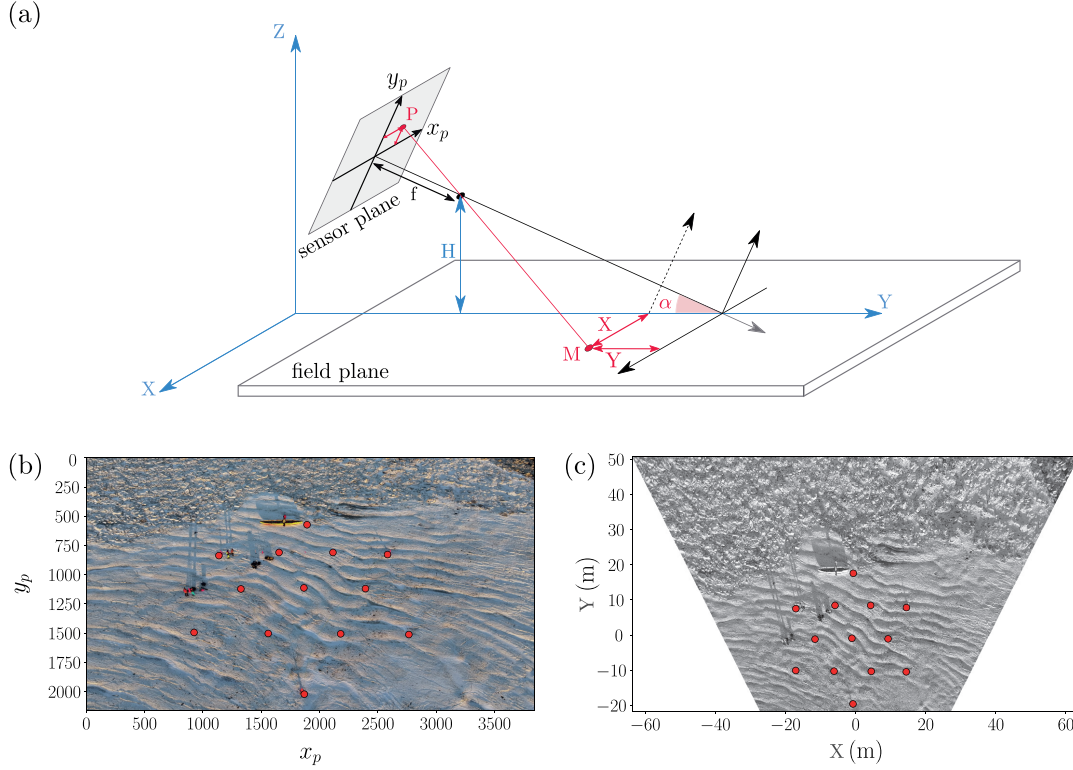 (a)
Z
y_p
P
x_p
f
sensor plane
H
α
Y
X
M
Y
field plane
X
(b)
0
250
500
750
1000
1250
1500
1750
2000
y_p
0 500 1000 1500 2000 2500 3000 3500
x_p
(c)
50
40
30
20
10
0
−10
−20
Y (m)
−60 −40 −20 0 20 40 60
X (m)